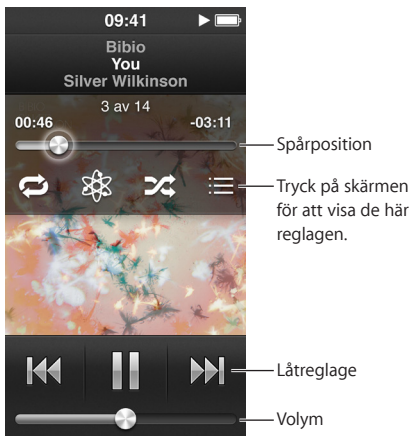 09:41
Bibio
You
Silver Wilkinson
3 av 14
00:46
-03:11
Spårposition
Tryck på skärmen
för att visa de här
reglagen.
Låtreglage
Volym